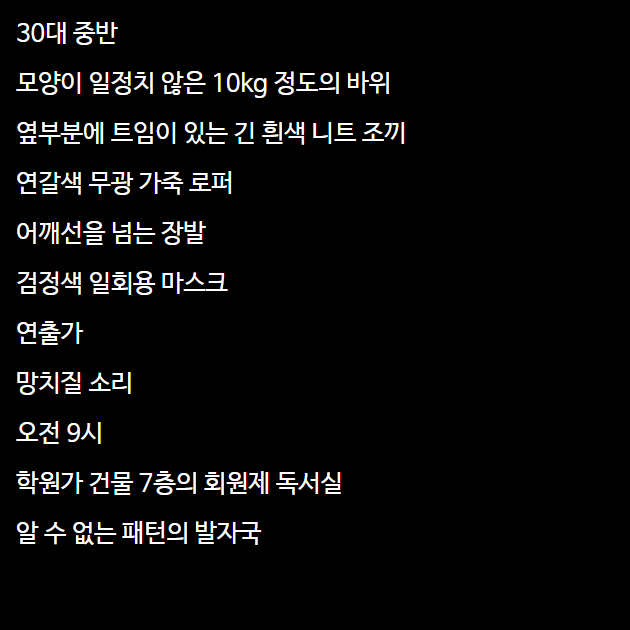 30대 중반
모양이 일정치 않은 10kg 정도의 바위
옆부분에 트임이 있는 긴 흰색 니트 조끼
연갈색 무광 가죽 로퍼
어깨선을 넘는 장발
검정색 일회용 마스크
연출가
망치질 소리
오전 9시
학원가 건물 7층의 회원제 독서실
알 수 없는 패턴의 발자국